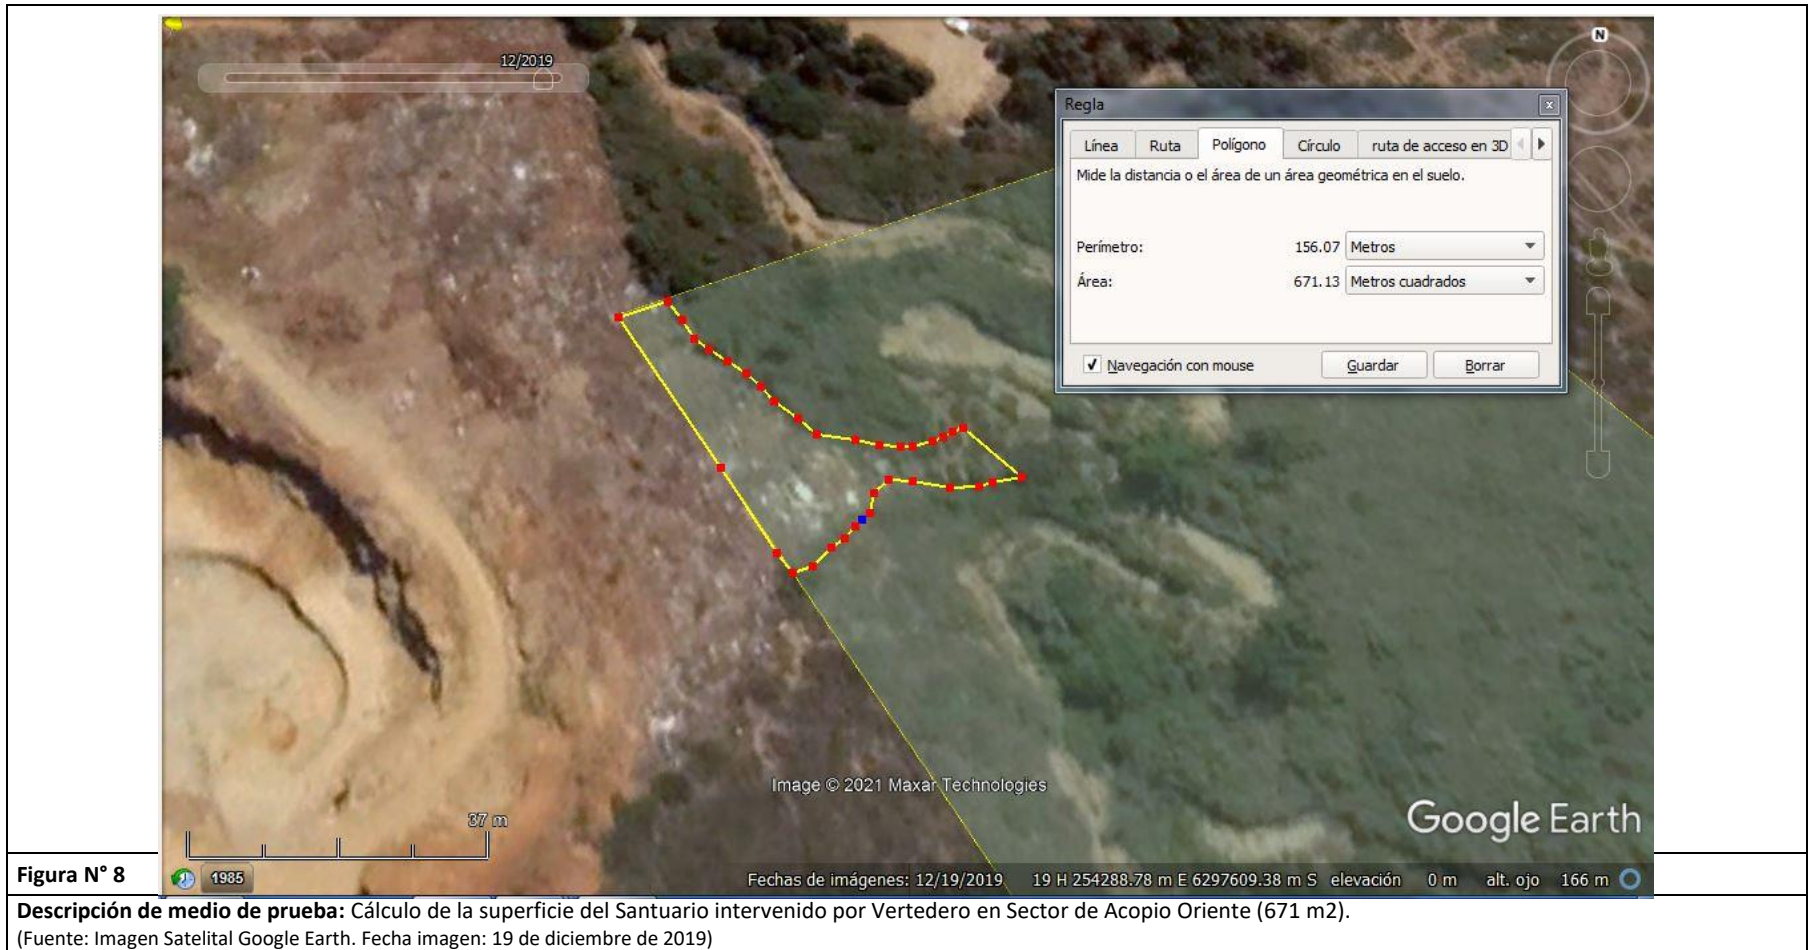 12/2019
N
Regla
Línea Ruta Polígono Círculo ruta de acceso en 3D
Mide la distancia o el área de un área geométrica en el suelo.
Perímetro: 156.07 Metros
Área: 671.13 Metros cuadrados
Navegación con mouse Guardar Borrar
Image © 2021 Maxar Technologies
Google Earth
37 m
1985
Fechas de imágenes: 12/19/2019 19 H 254288.78 m E 6297609.38 m S elevación 0 m alt. ojo 166 m
Figura N° 8
Descripción de medio de prueba: Cálculo de la superficie del Santuario intervenido por Vertedero en Sector de Acopio Oriente (671 m2).
(Fuente: Imagen Satelital Google Earth. Fecha imagen: 19 de diciembre de 2019)